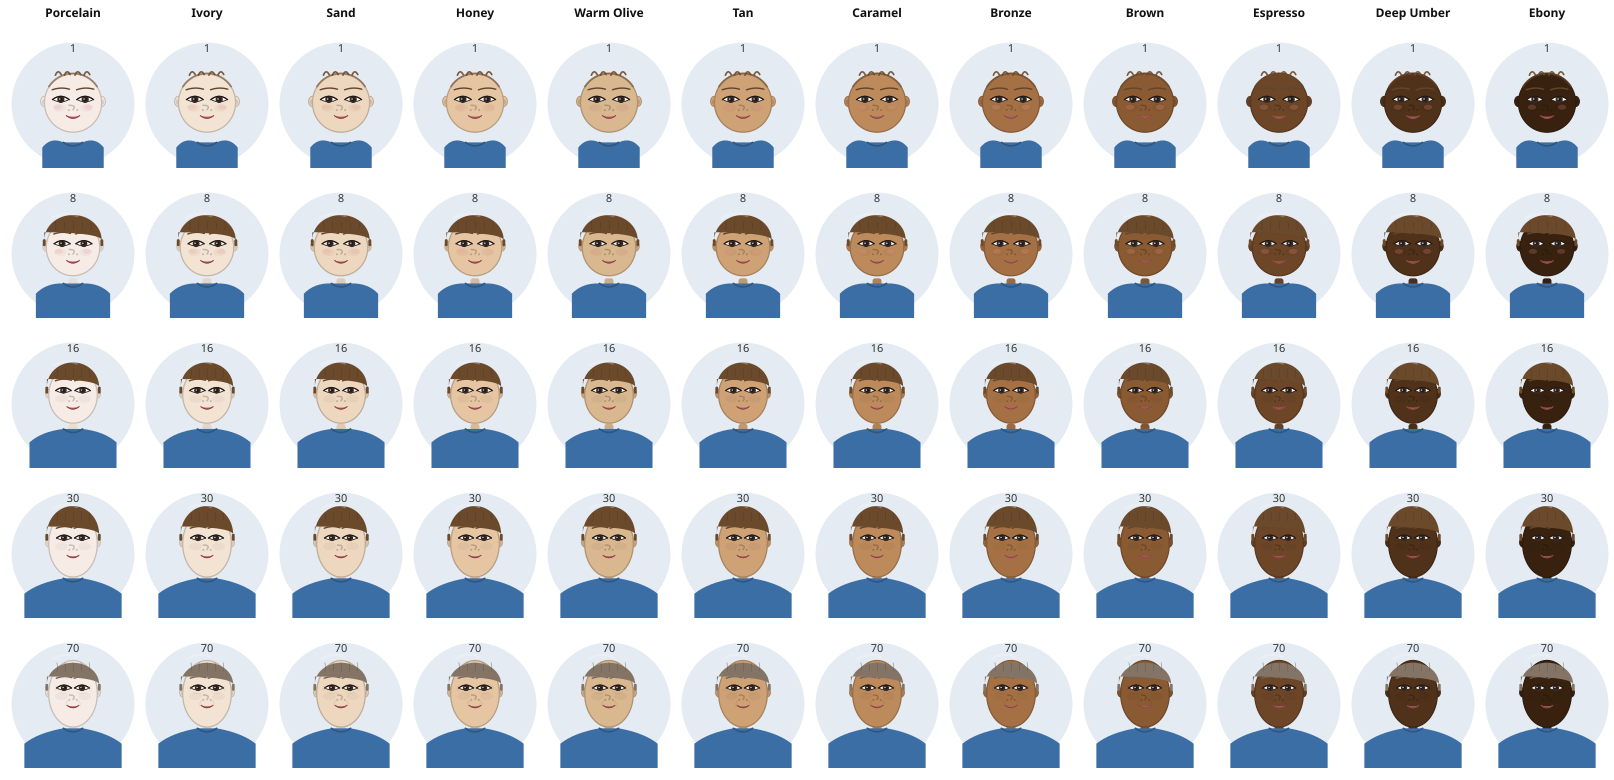 Porcelain Ivory Sand Honey Warm Olive Tan Caramel Bronze Brown Espresso Deep Umber Ebony
1 1 1 1 1 1 1 1 1 1 1 1
8 8 8 8 8 8 8 8 8 8 8 8
16 16 16 16 16 16 16 16 16 16 16 16
30 30 30 30 30 30 30 30 30 30 30 30
70 70 70 70 70 70 70 70 70 70 70 70